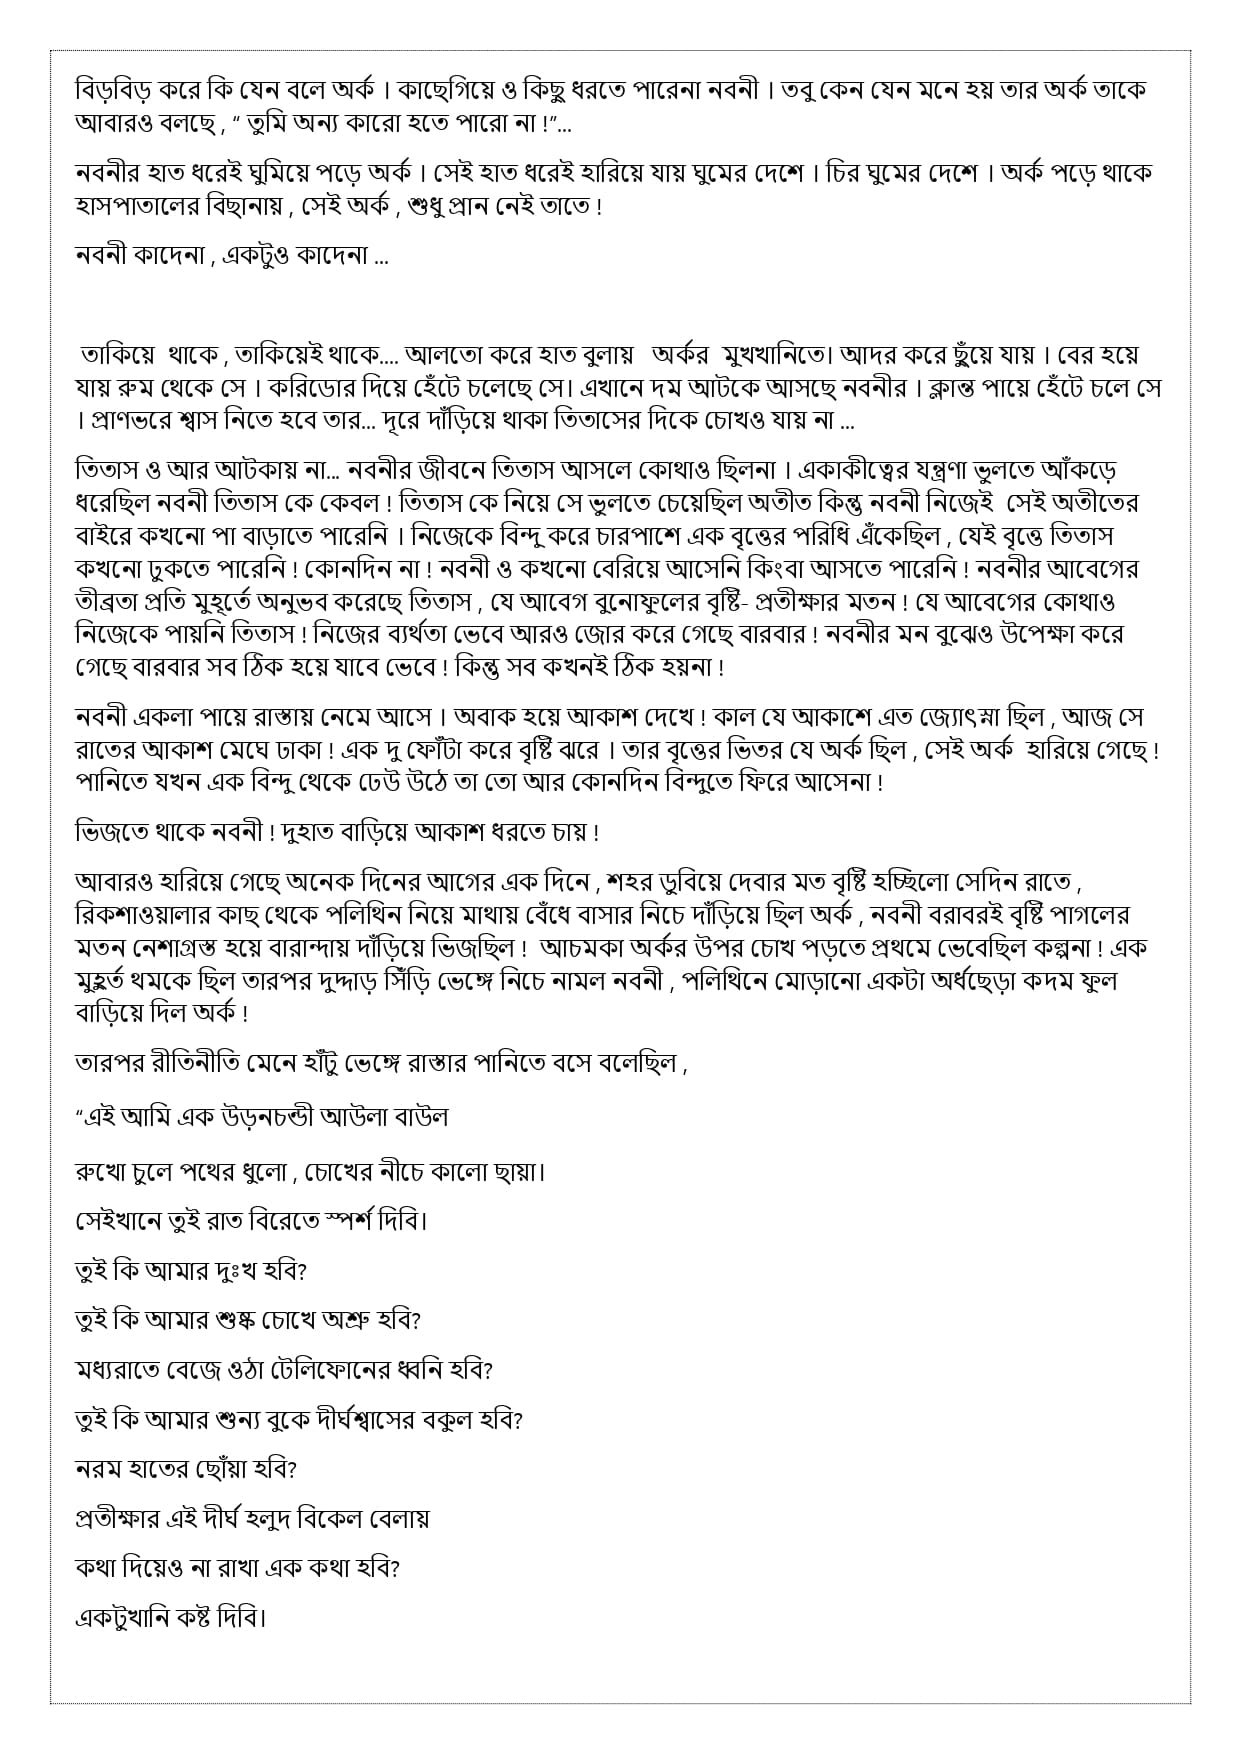 বিড়বিড় করে কি যেন বলে অর্ক । কাছেগিয়ে ও কিছু ধরতে পারেনা নবনী । তবু কেন যেন মনে হয় তার অর্ক তাকে
আবারও বলছে , “ তুমি অন্য কারো হতে পারো না !”...
নবনীর হাত ধরেই ঘুমিয়ে পড়ে অর্ক । সেই হাত ধরেই হারিয়ে যায় ঘুমের দেশে । চির ঘুমের দেশে । অর্ক পড়ে থাকে
হাসপাতালের বিছানায় , সেই অর্ক , শুধু প্রান নেই তাতে !
নবনী কাদেনা , একটুও কাদেনা ...
তাকিয়ে থাকে , তাকিয়েই থাকে.... আলতো করে হাত বুলায় অর্কর মুখখানিতে। আদর করে ছুঁয়ে যায় । বের হয়ে
যায় রুম থেকে সে । করিডোর দিয়ে হেঁটে চলেছে সে। এখানে দম আটকে আসছে নবনীর । ক্লান্ত পায়ে হেঁটে চলে সে
। প্রাণভরে শ্বাস নিতে হবে তার... দূরে দাঁড়িয়ে থাকা তিতাসের দিকে চোখও যায় না ...
তিতাস ও আর আটকায় না... নবনীর জীবনে তিতাস আসলে কোথাও ছিলনা । একাকীত্বের যন্ত্রণা ভুলতে আঁকড়ে
ধরেছিল নবনী তিতাস কে কেবল ! তিতাস কে নিয়ে সে ভুলতে চেয়েছিল অতীত কিন্তু নবনী নিজেই সেই অতীতের
বাইরে কখনো পা বাড়াতে পারেনি । নিজেকে বিন্দু করে চারপাশে এক বৃত্তের পরিধি এঁকেছিল , যেই বৃত্তে তিতাস
কখনো ঢুকতে পারেনি ! কোনদিন না ! নবনী ও কখনো বেরিয়ে আসেনি কিংবা আসতে পারেনি ! নবনীর আবেগের
তীব্রতা প্রতি মুহূর্তে অনুভব করেছে তিতাস , যে আবেগ বুনোফুলের বৃষ্টি- প্রতীক্ষার মতন ! যে আবেগের কোথাও
নিজেকে পায়নি তিতাস ! নিজের ব্যর্থতা ভেবে আরও জোর করে গেছে বারবার ! নবনীর মন বুঝেও উপেক্ষা করে
গেছে বারবার সব ঠিক হয়ে যাবে ভেবে ! কিন্তু সব কখনই ঠিক হয়না !
নবনী একলা পায়ে রাস্তায় নেমে আসে । অবাক হয়ে আকাশ দেখে ! কাল যে আকাশে এত জ্যোৎস্না ছিল , আজ সে
রাতের আকাশ মেঘে ঢাকা ! এক দু ফোঁটা করে বৃষ্টি ঝরে । তার বৃত্তের ভিতর যে অর্ক ছিল , সেই অর্ক হারিয়ে গেছে !
পানিতে যখন এক বিন্দু থেকে ঢেউ উঠে তা তো আর কোনদিন বিন্দুতে ফিরে আসেনা !
ভিজতে থাকে নবনী ! দুহাত বাড়িয়ে আকাশ ধরতে চায় !
আবারও হারিয়ে গেছে অনেক দিনের আগের এক দিনে , শহর ডুবিয়ে দেবার মত বৃষ্টি হচ্ছিলো সেদিন রাতে ,
রিকশাওয়ালার কাছ থেকে পলিথিন নিয়ে মাথায় বেঁধে বাসার নিচে দাঁড়িয়ে ছিল অর্ক , নবনী বরাবরই বৃষ্টি পাগলের
মতন নেশাগ্রস্ত হয়ে বারান্দায় দাঁড়িয়ে ভিজছিল ! আচমকা অর্কর উপর চোখ পড়তে প্রথমে ভেবেছিল কল্পনা ! এক
মুহূর্ত থমকে ছিল তারপর দুদ্দাড় সিঁড়ি ভেঙ্গে নিচে নামল নবনী , পলিথিনে মোড়ানো একটা অর্ধছেড়া কদম ফুল
বাড়িয়ে দিল অর্ক !
তারপর রীতিনীতি মেনে হাঁটু ভেঙ্গে রাস্তার পানিতে বসে বলেছিল ,
“এই আমি এক উড়নচন্ডী আউলা বাউল
রুখো চুলে পথের ধুলো , চোখের নীচে কালো ছায়া।
সেইখানে তুই রাত বিরেতে স্পর্শ দিবি।
তুই কি আমার দুঃখ হবি?
তুই কি আমার শুষ্ক চোখে অশ্রু হবি?
মধ্যরাতে বেজে ওঠা টেলিফোনের ধ্বনি হবি?
তুই কি আমার শুন্য বুকে দীর্ঘশ্বাসের বকুল হবি?
নরম হাতের ছোঁয়া হবি?
প্রতীক্ষার এই দীর্ঘ হলুদ বিকেল বেলায়
কথা দিয়েও না রাখা এক কথা হবি?
একটুখানি কষ্ট দিবি।